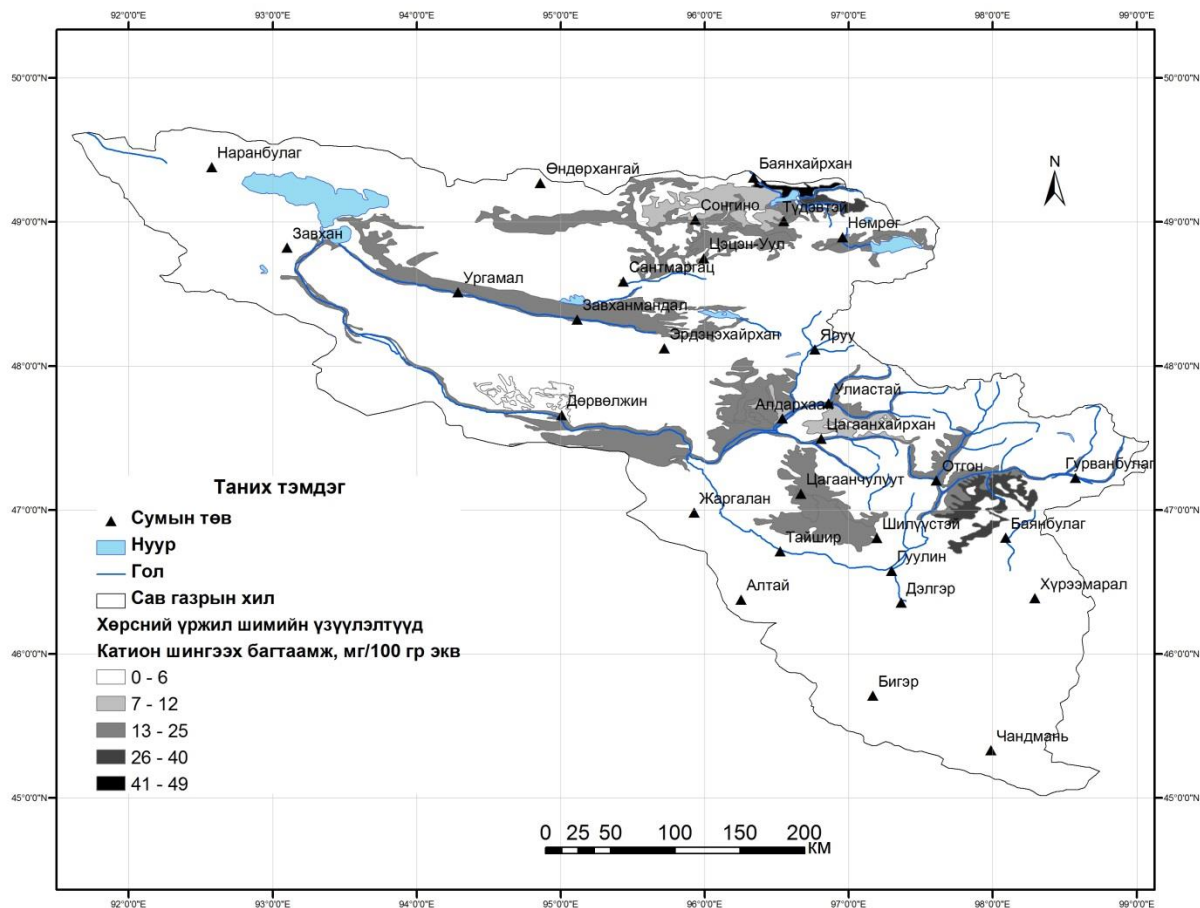 92°0'0"E 93°0'0"E 94°0'0"E 95°0'0"E 96°0'0"E 97°0'0"E 98°0'0"E 99°0'0"E
50°0'0"N 50°0'0"N
Наранбулаг
Өндөрхангай
Баянхайрхан
N
49°0'0"N 49°0'0"N
Сонгино
Түдэвтэй
Нөмрөг
Завхан
Цэцэн-Уул
Сантмаргац
Ургамал
Завханмандал
Эрдэнэхайрхан
Яруу
48°0'0"N 48°0'0"N
Дөрвөлжин
Улиастай
Алдархаан
Цагаанхайрхан
Отгон
Гурванбулаг
Цагаанчулуут
Жаргалан
47°0'0"N 47°0'0"N
Шилүүстэй
Баянбулаг
Тайшир
Гуулин
Алтай
Дэлгэр
Хүрээмарал
46°0'0"N 46°0'0"N
Бигэр
Чандмань
45°0'0"N 45°0'0"N
Таних тэмдэг
Сумын төв
Нуур
Гол
Сав газрын хил
Хөрсний үржил шимийн үзүүлэлтүүд
Катион шингээх багтаамж, мг/100 гр экв
0 - 6
7 - 12
13 - 25
26 - 40
41 - 49
0 25 50 100 150 200
КМ
92°0'0"E 93°0'0"E 94°0'0"E 95°0'0"E 96°0'0"E 97°0'0"E 98°0'0"E 99°0'0"E